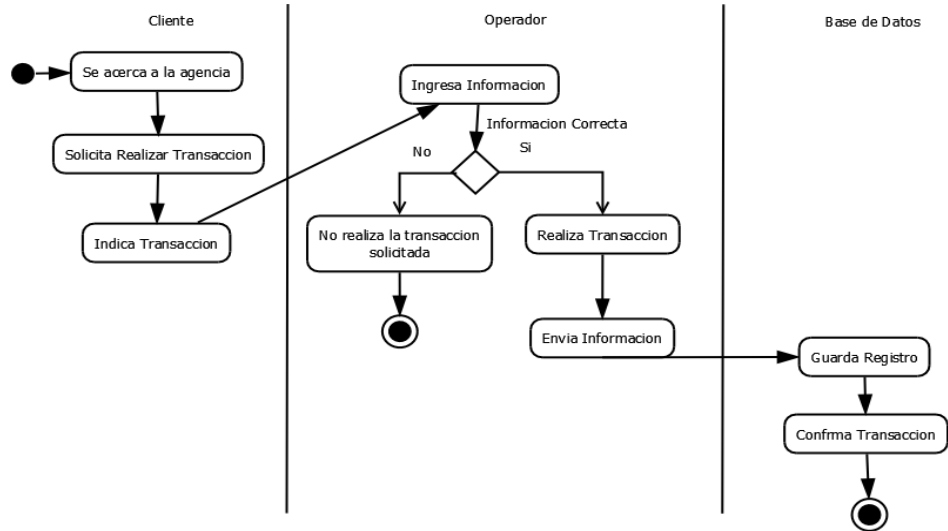 Cliente
Operador
Base de Datos
Se acerca a la agencia
Solicita Realizar Transaccion
Indica Transaccion
Ingresa Informacion
Informacion Correcta
No
Si
No realiza la transaccion
solicitada
Realiza Transaccion
Envia Informacion
Guarda Registro
Confrma Transaccion